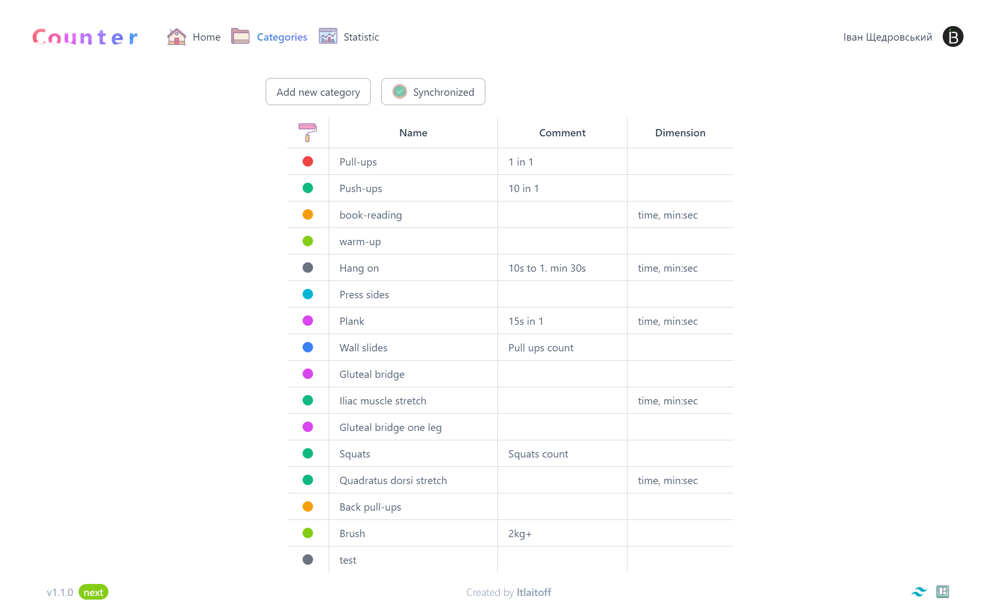 Counter Home Categories Statistic Іван Щедровський
Add new category Synchronized
Name Comment Dimension
Pull-ups 1 in 1
Push-ups 10 in 1
book-reading time, min:sec
warm-up
Hang on 10s to 1. min 30s time, min:sec
Press sides
Plank 15s in 1 time, min:sec
Wall slides Pull ups count
Gluteal bridge
Iliac muscle stretch time, min:sec
Gluteal bridge one leg
Squats Squats count
Quadratus dorsi stretch time, min:sec
Back pull-ups
Brush 2kg+
test
v1.1.0 next Created by ltlaitoff